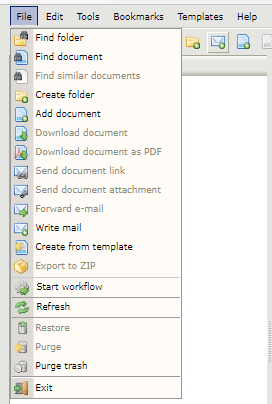 File Edit Tools Bookmarks Templates Help
Find folder
Find document
Find similar documents
Create folder
Add document
Download document
Download document as PDF
Send document link
Send document attachment
Forward e-mail
Write mail
Create from template
Export to ZIP
Start workflow
Refresh
Restore
Purge
Purge trash
Exit